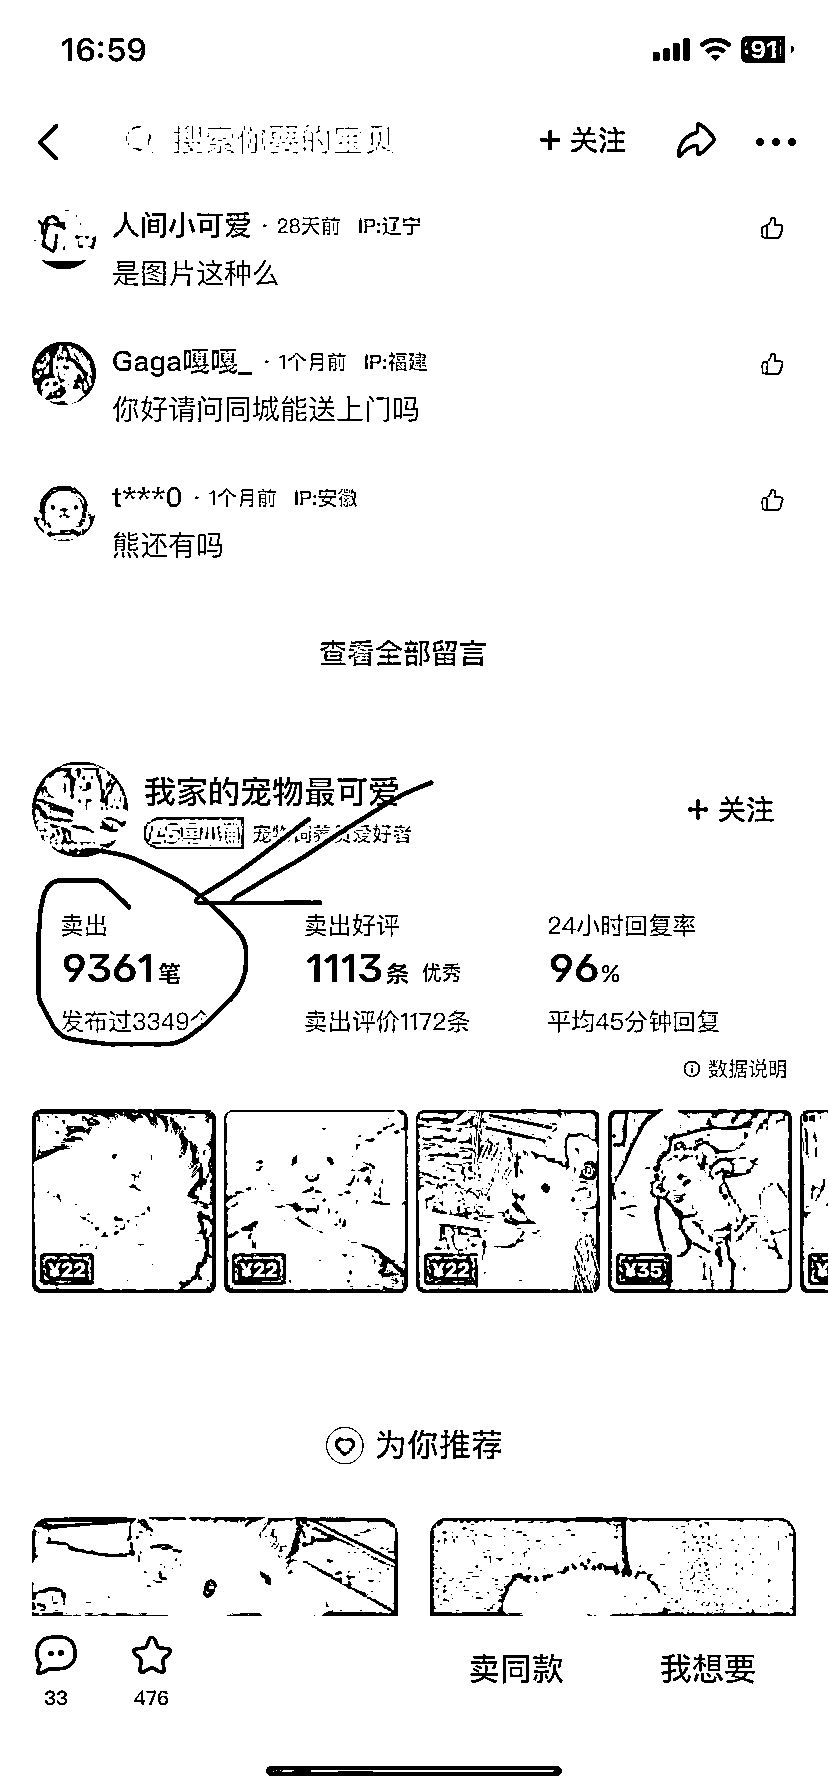 16:59
91
搜索你要的宝贝
+ 关注
人间小可爱 · 28天前 IP:辽宁
是图片这种么
Gaga嘎嘎_ · 1个月前 IP:福建
你好请问同城能送上门吗
t***0 · 1个月前 IP:安徽
熊还有吗
查看全部留言
我家的宠物最可爱
+ 关注
宠物饲养员爱好者
卖出
9361笔
发布过3349个
卖出好评
1113条 优秀
卖出评价1172条
24小时回复率
96%
平均45分钟回复
数据说明
¥22
¥22
¥22
¥35
为你推荐
33
476
卖同款
我想要